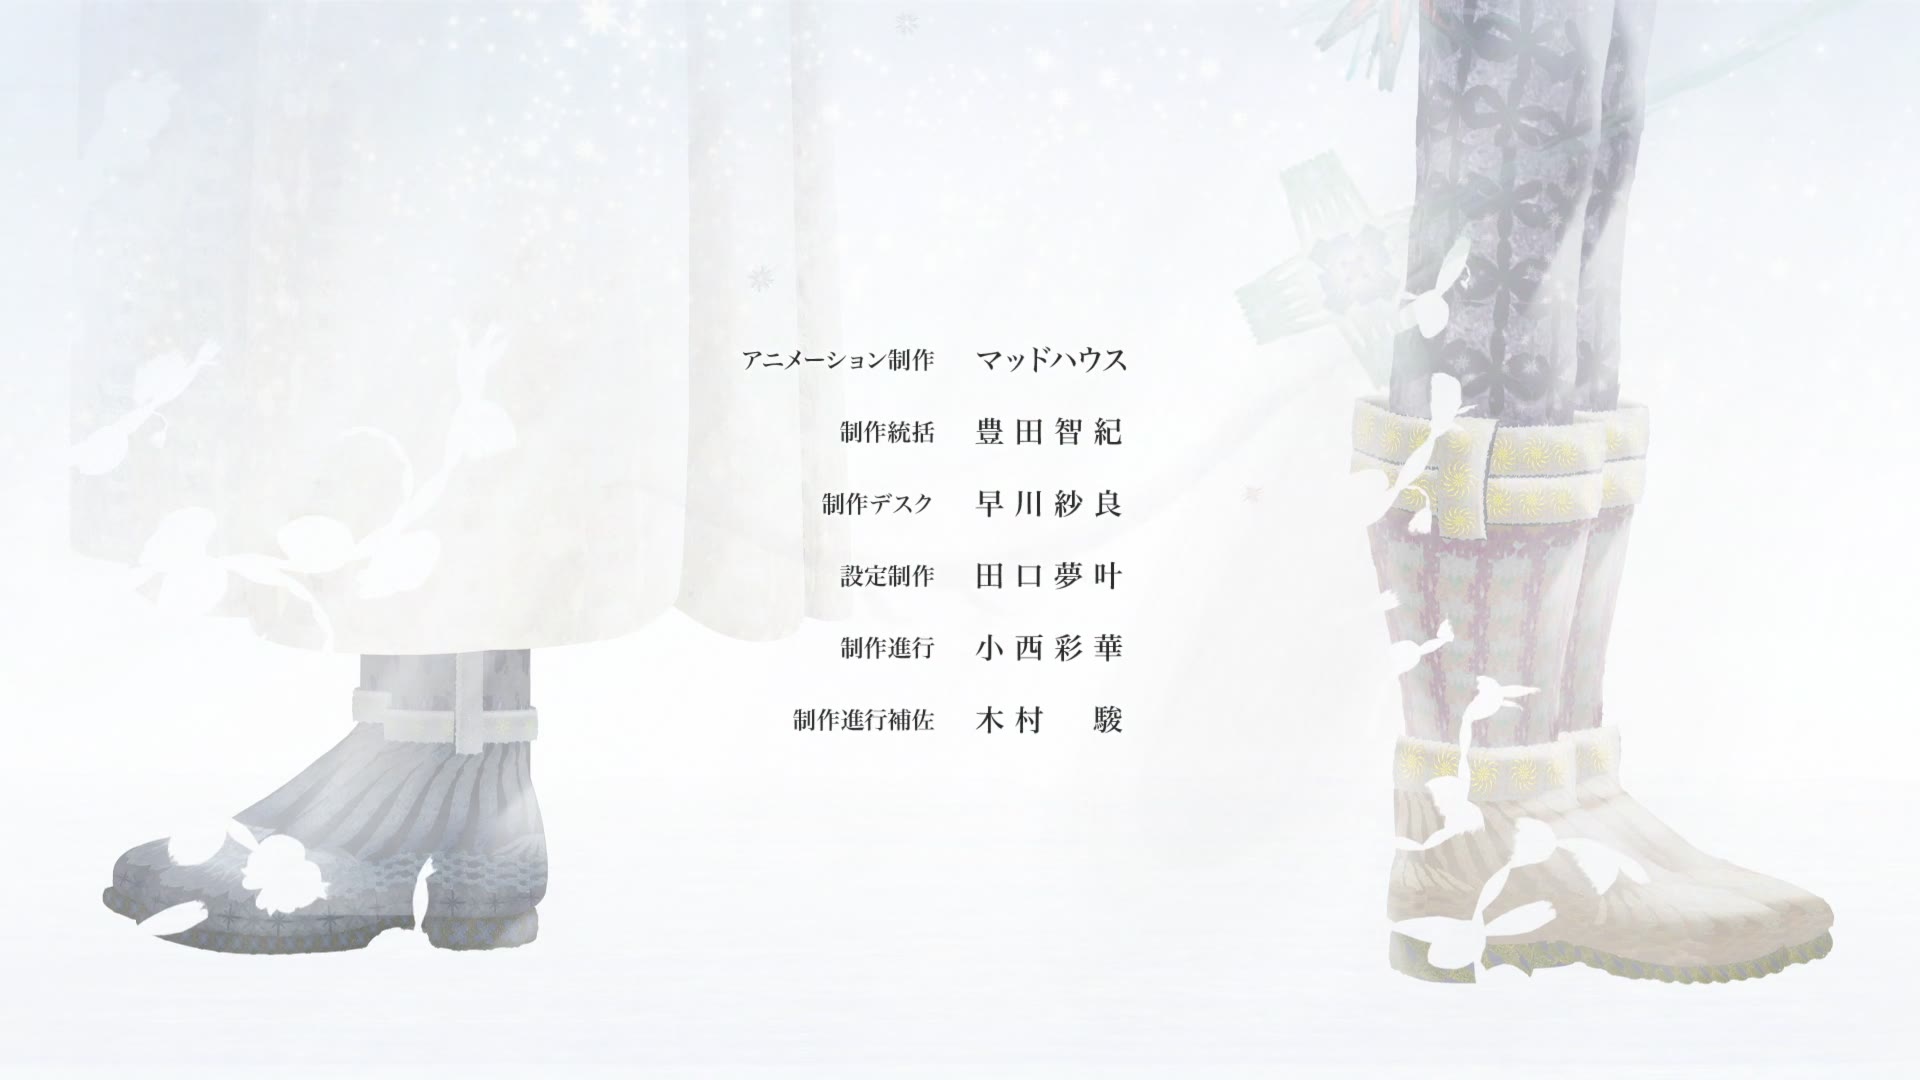 アニメーション制作　マッドハウス
制作統括　豊田智紀
制作デスク　早川紗良
設定制作　田口夢叶
制作進行　小西彩華
制作進行補佐　木村　駿